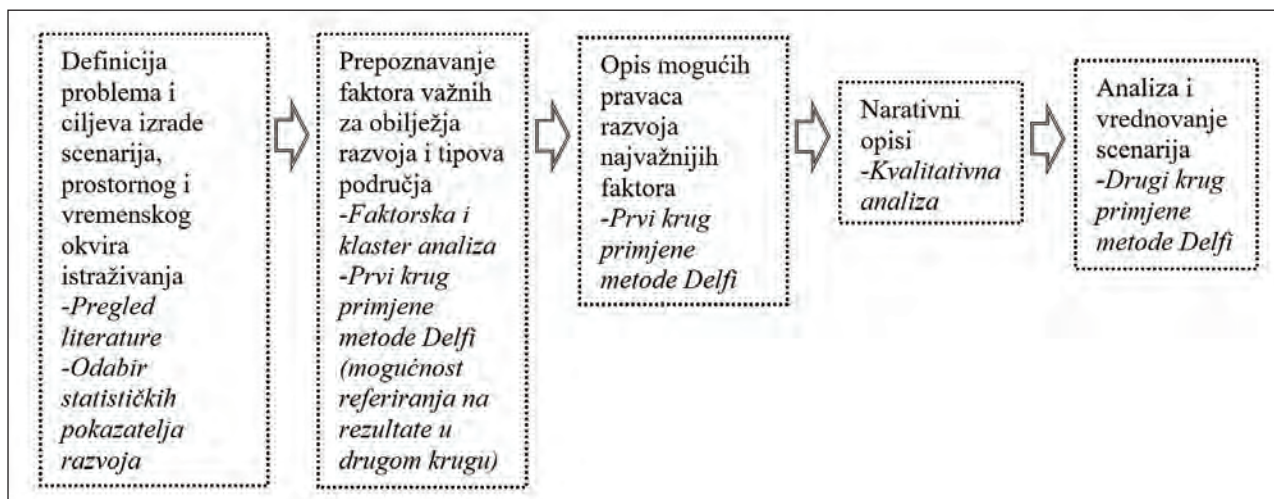 Definicija
problema i
ciljeva izrade
scenarija,
prostornog i
vremenskog
okvira
istraživanja
-Pregled
literature
-Odabir
statističkih
pokazatelja
razvoja
Prepoznavanje
faktora važnih
za obilježja
razvoja i tipova
područja
-Faktorska i
klaster analiza
-Prvi krug
primjene
metode Delfi
(mogućnost
referiranja na
rezultate u
drugom krugu)
Opis mogućih
pravaca
razvoja
najvažnijih
faktora
-Prvi krug
primjene
metode Delfi
Narativni
opisi
-Kvalitativna
analiza
Analiza i
vrednovanje
scenarija
-Drugi krug
primjene
metode Delfi